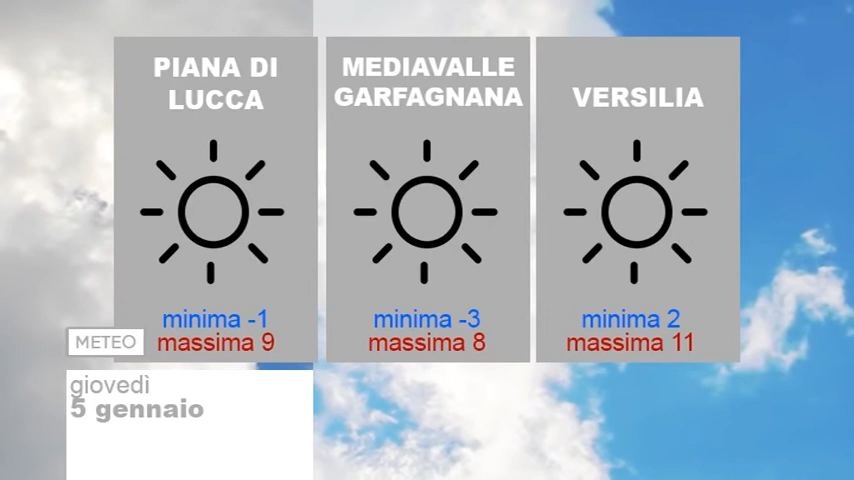 PIANA DI
LUCCA
minima -1
massima 9
MEDIAVALLE
GARFAGNANA
minima -3
massima 8
VERSILIA
minima 2
massima 11
METEO
giovedì
5 gennaio